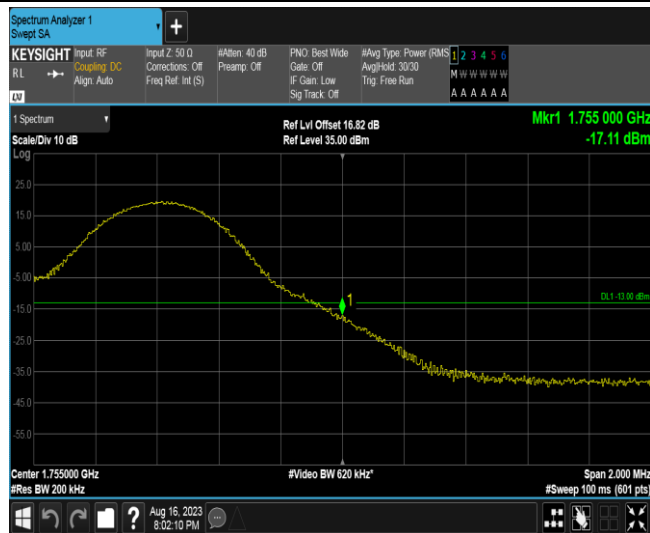 Spectrum Analyzer 1
Swept SA
+
KEYSIGHT
RL
LXI
Input: RF
Coupling: DC
Align: Auto
Input Z: 50 Ω
Corrections: Off
Freq Ref: Int (S)
#Atten: 40 dB
Preamp: Off
PNO: Best Wide
Gate: Off
IF Gain: Low
Sig Track: Off
#Avg Type: Power (RMS
Avg|Hold: 30/30
Trig: Free Run
1 2 3 4 5 6
M W W W W W
A A A A A A
1 Spectrum
Scale/Div 10 dB
Log
Ref Lvl Offset 16.82 dB
Ref Level 35.00 dBm
Mkr1 1.755 000 GHz
-17.11 dBm
25.0
15.0
5.00
-5.00
-15.0
-25.0
-35.0
-45.0
-55.0
1
DL1 -13.00 dBm
Center 1.755000 GHz
#Res BW 200 kHz
#Video BW 620 kHz*
Span 2.000 MHz
#Sweep 100 ms (601 pts)
?
Aug 16, 2023
8:02:10 PM